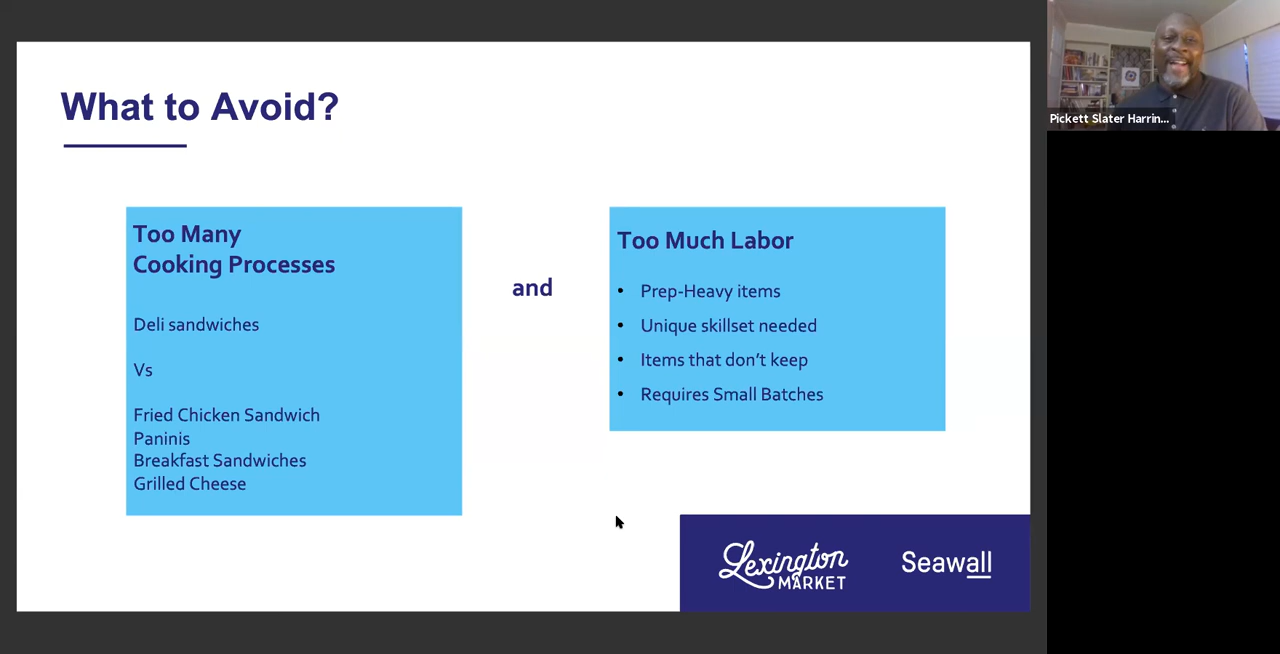 What to Avoid?
Too Many
Cooking Processes
Deli sandwiches
Vs
Fried Chicken Sandwich
Paninis
Breakfast Sandwiches
Grilled Cheese
and
Too Much Labor
• Prep-Heavy items
• Unique skillset needed
• Items that don’t keep
• Requires Small Batches
Lexington
MARKET
Seawall
Pickett Slater Harrin...